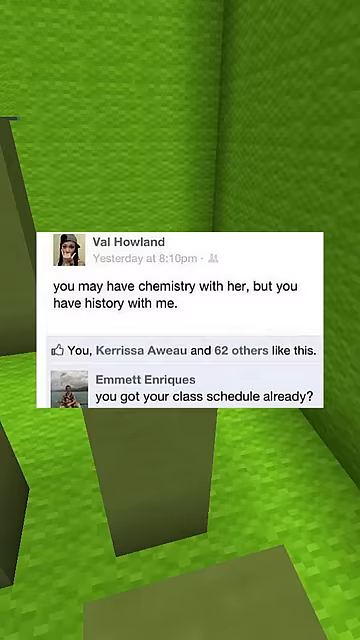 Val Howland
Yesterday at 8:10pm ·
you may have chemistry with her, but you
have history with me.
You, Kerrissa Aweau and 62 others like this.
Emmett Enriques
you got your class schedule already?